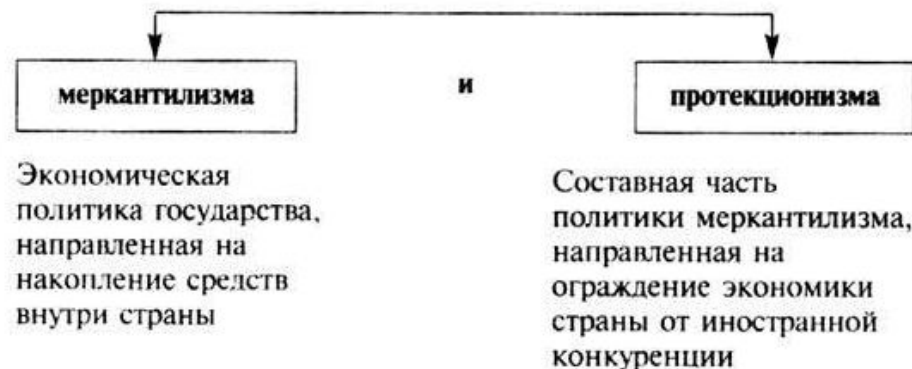 меркантилизма
и
протекционизма
Экономическая
политика государства,
направленная на
накопление средств
внутри страны
Составная часть
политики меркантилизма,
направленная на
ограждение экономики
страны от иностранной
конкуренции